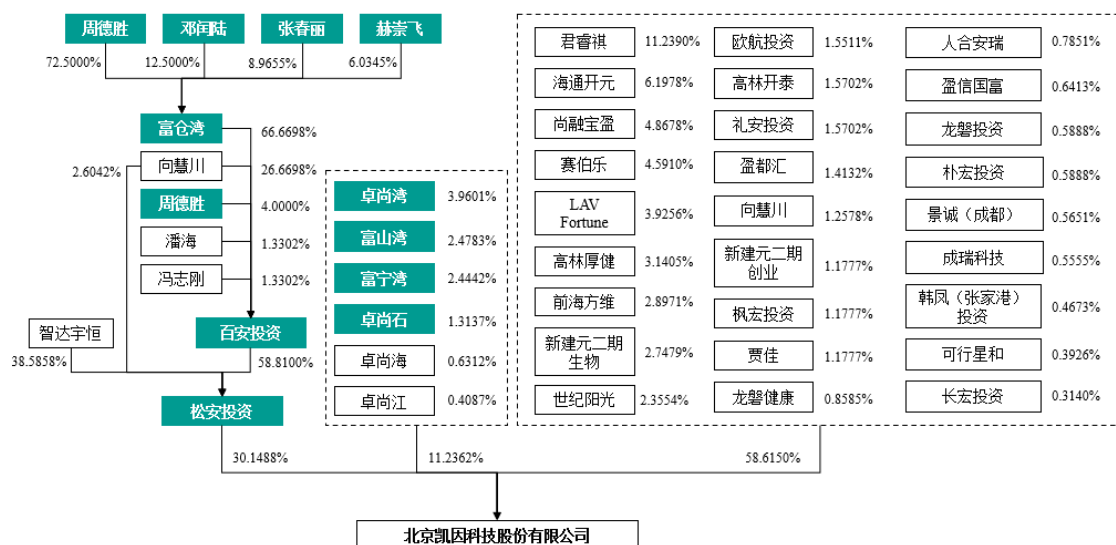 周德胜
邓闰陆
张春丽
赫崇飞
72.5000%
12.5000%
8.9655%
6.0345%
富仓湾
66.6698%
向慧川
26.6698%
2.6042%
周德胜
4.0000%
潘海
1.3302%
冯志刚
1.3302%
智达宇恒
38.5858%
百安投资
58.8100%
松安投资
30.1488%
卓尚湾
3.9601%
富山湾
2.4783%
富宁湾
2.4442%
卓尚石
1.3137%
卓尚海
0.6312%
卓尚江
0.4087%
11.2362%
君睿祺
11.2390%
海通开元
6.1978%
尚融宝盈
4.8678%
赛伯乐
4.5910%
LAV
Fortune
3.9256%
高林厚健
3.1405%
前海方维
2.8971%
新建元二期
生物
2.7479%
世纪阳光
2.3554%
欧航投资
1.5511%
高林开泰
1.5702%
礼安投资
1.5702%
盈都汇
1.4132%
向慧川
1.2578%
新建元二期
创业
1.1777%
枫宏投资
1.1777%
贾佳
1.1777%
龙磐健康
0.8585%
人合安瑞
0.7851%
盈信国富
0.6413%
龙磐投资
0.5888%
朴宏投资
0.5888%
景诚（成都）
0.5651%
成瑞科技
0.5555%
韩凤（张家港）
投资
0.4673%
可行星和
0.3926%
长宏投资
0.3140%
58.6150%
北京凯因科技股份有限公司